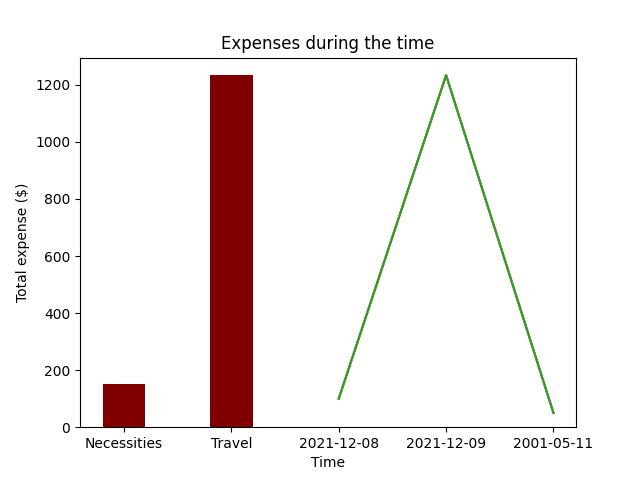 Expenses during the time
1200
1000
800
600
400
200
0
Total expense ($)
Necessities Travel 2021-12-08 2021-12-09 2001-05-11
Time